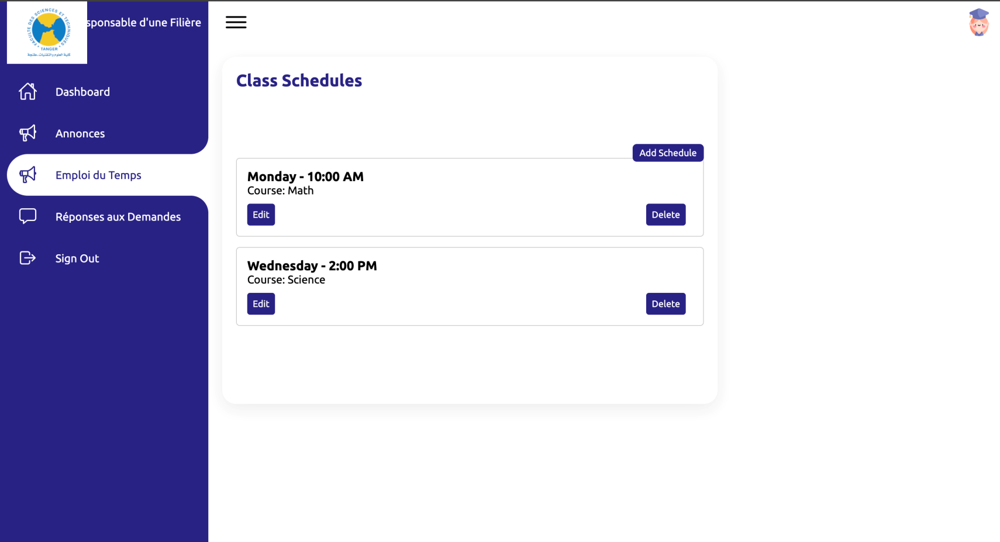 FACULTE DES SCIENCES ET TECHNIQUES
TANGER
كلية العلوم والتقنيات - طنجة
sponsable d'une Filière
Dashboard
Annonces
Emploi du Temps
Réponses aux Demandes
Sign Out
Class Schedules
Add Schedule
Monday - 10:00 AM
Course: Math
Edit
Delete
Wednesday - 2:00 PM
Course: Science
Edit
Delete